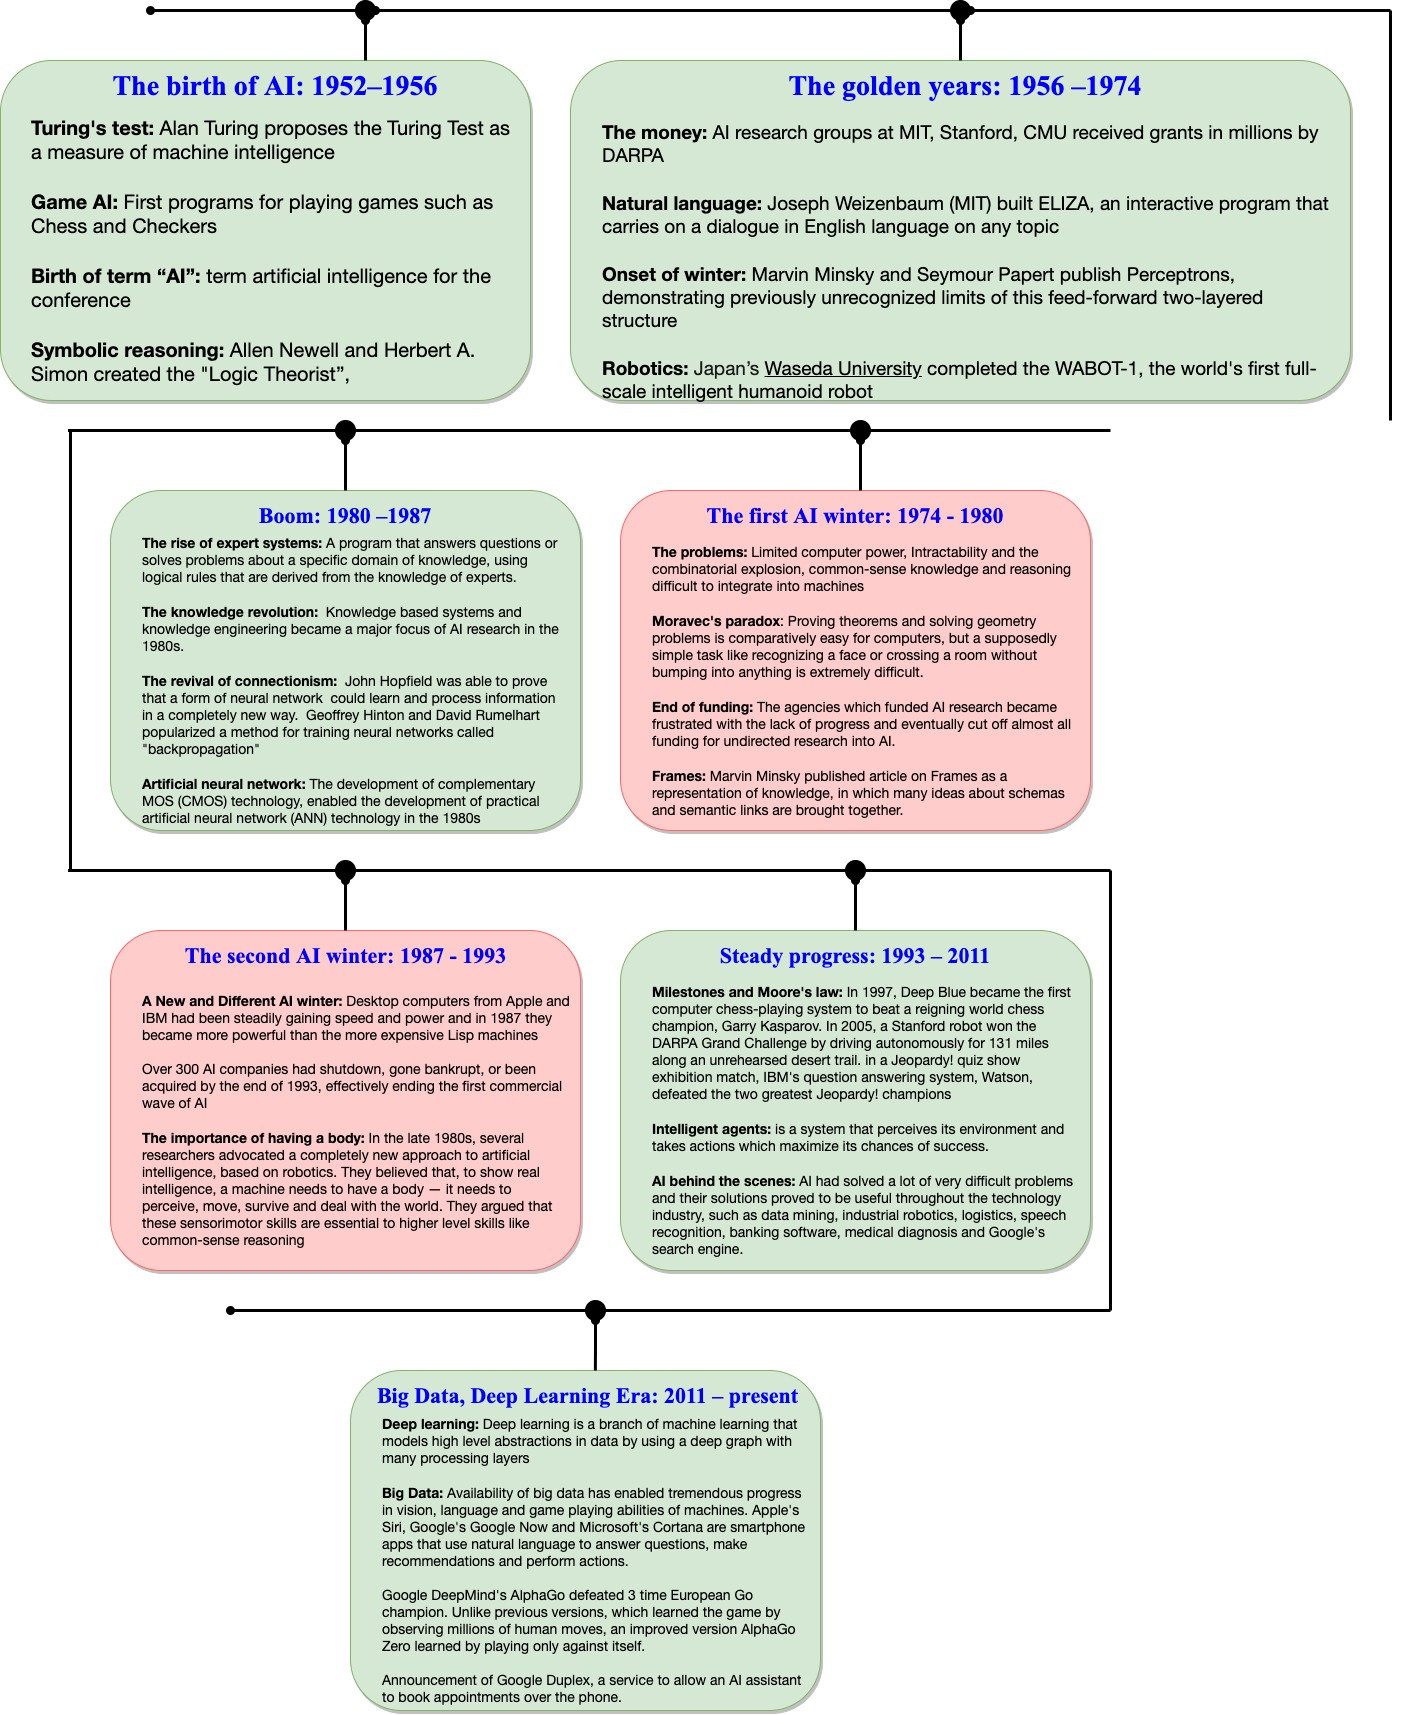 The birth of AI: 1952–1956
Turing's test: Alan Turing proposes the Turing Test as
a measure of machine intelligence
Game AI: First programs for playing games such as
Chess and Checkers
Birth of term “AI”: term artificial intelligence for the
conference
Symbolic reasoning: Allen Newell and Herbert A.
Simon created the "Logic Theorist”,
The golden years: 1956 –1974
The money: AI research groups at MIT, Stanford, CMU received grants in millions by
DARPA
Natural language: Joseph Weizenbaum (MIT) built ELIZA, an interactive program that
carries on a dialogue in English language on any topic
Onset of winter: Marvin Minsky and Seymour Papert publish Perceptrons,
demonstrating previously unrecognized limits of this feed-forward two-layered
structure
Robotics: Japan’s Waseda University completed the WABOT-1, the world's first full-
scale intelligent humanoid robot
Boom: 1980 –1987
The rise of expert systems: A program that answers questions or
solves problems about a specific domain of knowledge, using
logical rules that are derived from the knowledge of experts.
The knowledge revolution:  Knowledge based systems and
knowledge engineering became a major focus of AI research in the
1980s.
The revival of connectionism:  John Hopfield was able to prove
that a form of neural network  could learn and process information
in a completely new way.  Geoffrey Hinton and David Rumelhart
popularized a method for training neural networks called
"backpropagation"
Artificial neural network: The development of complementary
MOS (CMOS) technology, enabled the development of practical
artificial neural network (ANN) technology in the 1980s
The first AI winter: 1974 - 1980
The problems: Limited computer power, Intractability and the
combinatorial explosion, common-sense knowledge and reasoning
difficult to integrate into machines
Moravec's paradox: Proving theorems and solving geometry
problems is comparatively easy for computers, but a supposedly
simple task like recognizing a face or crossing a room without
bumping into anything is extremely difficult.
End of funding: The agencies which funded AI research became
frustrated with the lack of progress and eventually cut off almost all
funding for undirected research into AI.
Frames: Marvin Minsky published article on Frames as a
representation of knowledge, in which many ideas about schemas
and semantic links are brought together.
The second AI winter: 1987 - 1993
A New and Different AI winter: Desktop computers from Apple and
IBM had been steadily gaining speed and power and in 1987 they
became more powerful than the more expensive Lisp machines
Over 300 AI companies had shutdown, gone bankrupt, or been
acquired by the end of 1993, effectively ending the first commercial
wave of AI
The importance of having a body: In the late 1980s, several
researchers advocated a completely new approach to artificial
intelligence, based on robotics. They believed that, to show real
intelligence, a machine needs to have a body — it needs to
perceive, move, survive and deal with the world. They argued that
these sensorimotor skills are essential to higher level skills like
common-sense reasoning
Steady progress: 1993 – 2011
Milestones and Moore's law: In 1997, Deep Blue became the first
computer chess-playing system to beat a reigning world chess
champion, Garry Kasparov. In 2005, a Stanford robot won the
DARPA Grand Challenge by driving autonomously for 131 miles
along an unrehearsed desert trail. in a Jeopardy! quiz show
exhibition match, IBM's question answering system, Watson,
defeated the two greatest Jeopardy! champions
Intelligent agents: is a system that perceives its environment and
takes actions which maximize its chances of success.
AI behind the scenes: AI had solved a lot of very difficult problems
and their solutions proved to be useful throughout the technology
industry, such as data mining, industrial robotics, logistics, speech
recognition, banking software, medical diagnosis and Google's
search engine.
Big Data, Deep Learning Era: 2011 – present
Deep learning: Deep learning is a branch of machine learning that
models high level abstractions in data by using a deep graph with
many processing layers
Big Data: Availability of big data has enabled tremendous progress
in vision, language and game playing abilities of machines. Apple's
Siri, Google's Google Now and Microsoft's Cortana are smartphone
apps that use natural language to answer questions, make
recommendations and perform actions.
Google DeepMind's AlphaGo defeated 3 time European Go
champion. Unlike previous versions, which learned the game by
observing millions of human moves, an improved version AlphaGo
Zero learned by playing only against itself.
Announcement of Google Duplex, a service to allow an AI assistant
to book appointments over the phone.